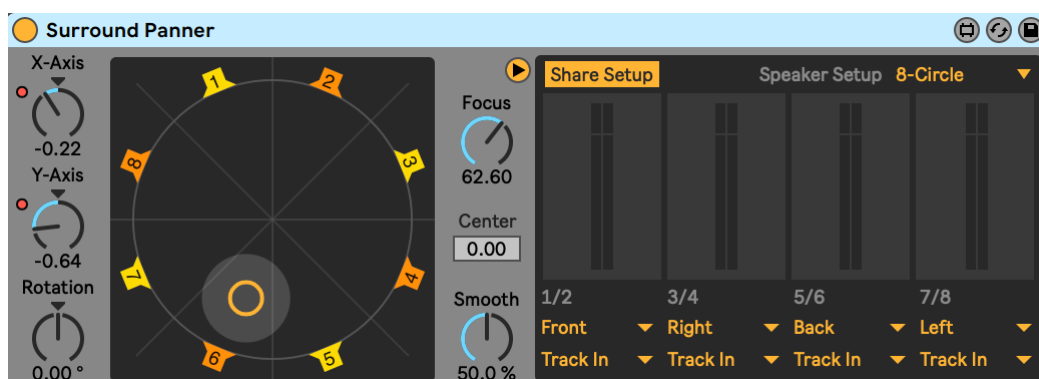 Surround Panner
X-Axis
-0.22
Y-Axis
-0.64
Rotation
0.00 °
1
2
3
4
5
6
7
8
Focus
62.60
Center
0.00
Smooth
50.0 %
Share Setup
Speaker Setup 8-Circle
1/2 3/4 5/6 7/8
Front Right Back Left
Track In Track In Track In Track In